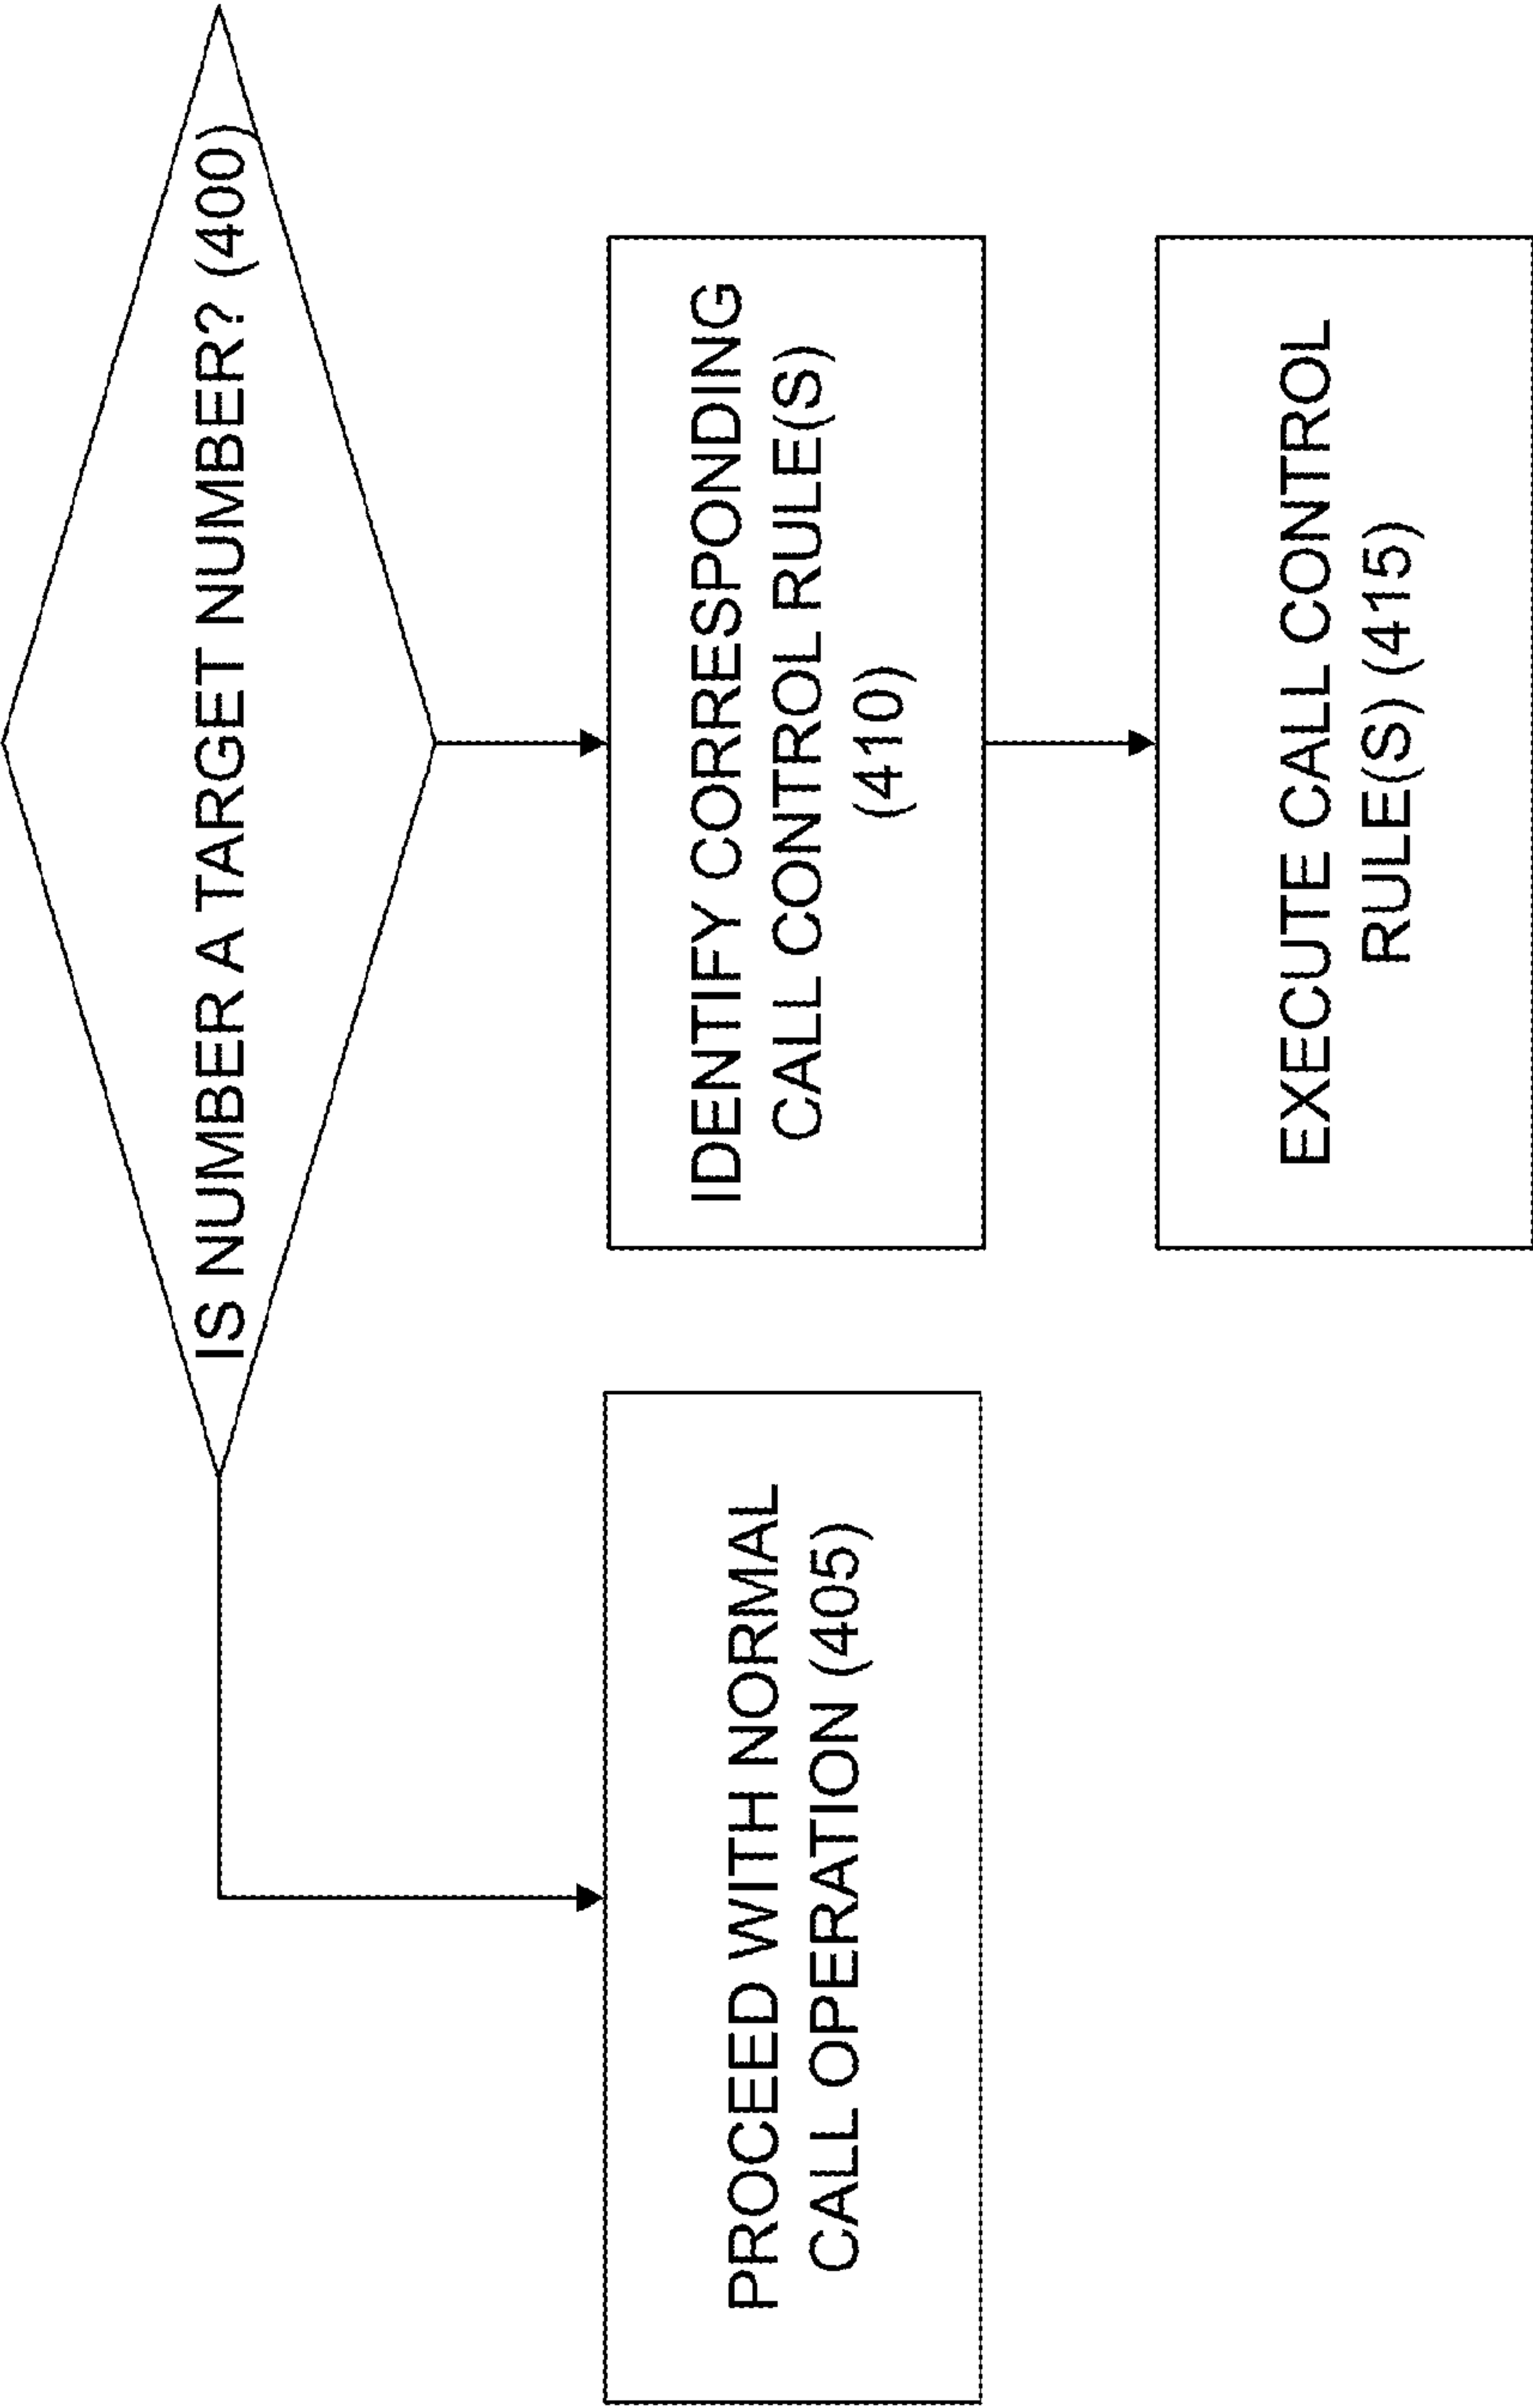 IS NUMBER A TARGET NUMBER? (400)
PROCEED WITH NORMAL
CALL OPERATION (405)
IDENTIFY CORRESPONDING
CALL CONTROL RULE(S)
(410)
EXECUTE CALL CONTROL
RULE(S) (415)